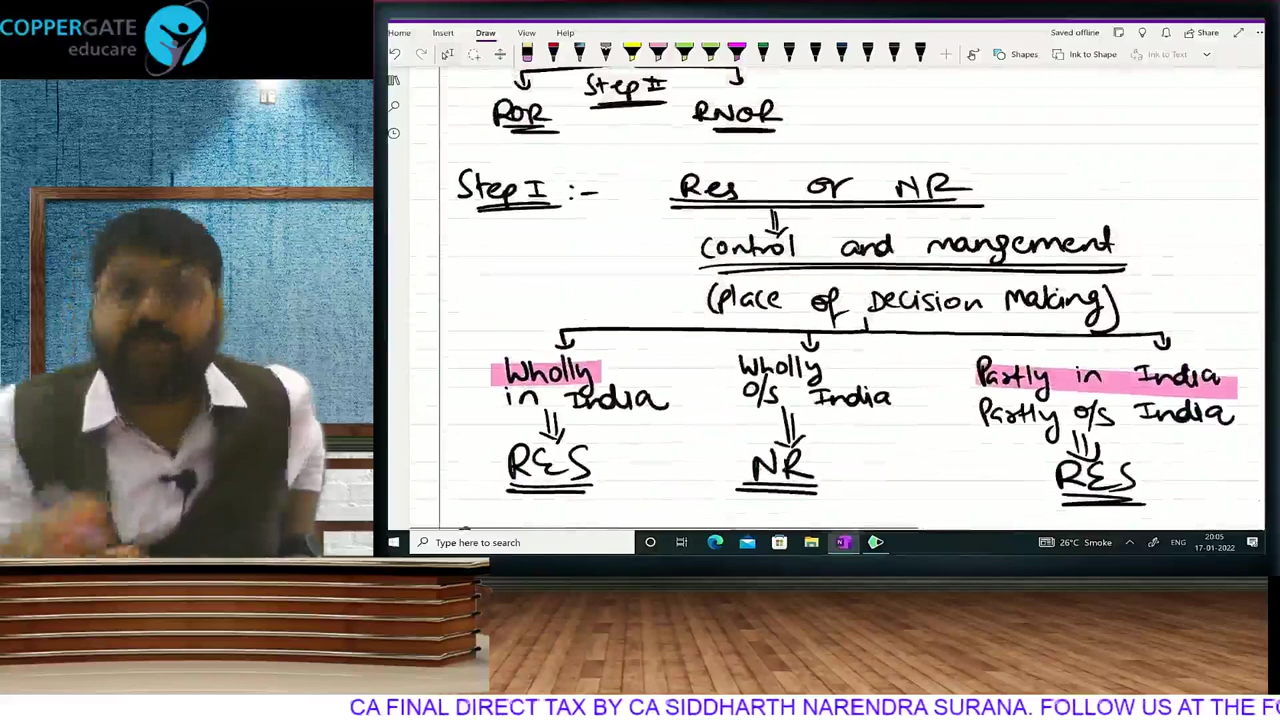 COPPERGATE
educare
Home Insert Draw View Help
Saved offline
Share
Shapes
Ink to Shape
Ink to Text
Step II
ROR RNOR
Step I :- Res or NR
Control and mangement
(Place of Decision Making)
Wholly in India
Wholly o/s India
Partly in India
Partly o/s India
RES
NR
RES
Type here to search
26°C Smoke
ENG
20:05
17-01-2022
CA FINAL DIRECT TAX BY CA SIDDHARTH NARENDRA SURANA. FOLLOW US AT THE